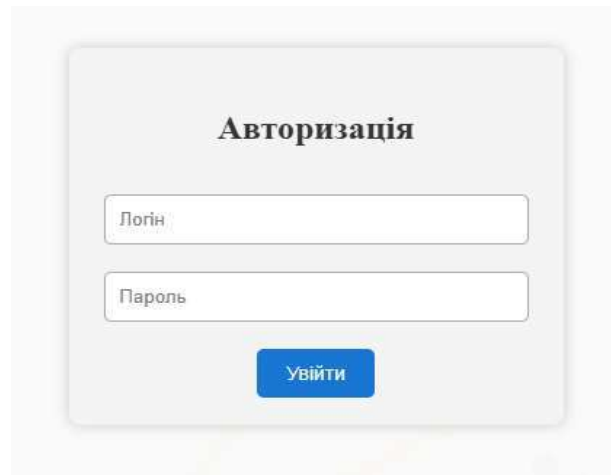 Авторизація
Логін
Пароль
Увійти